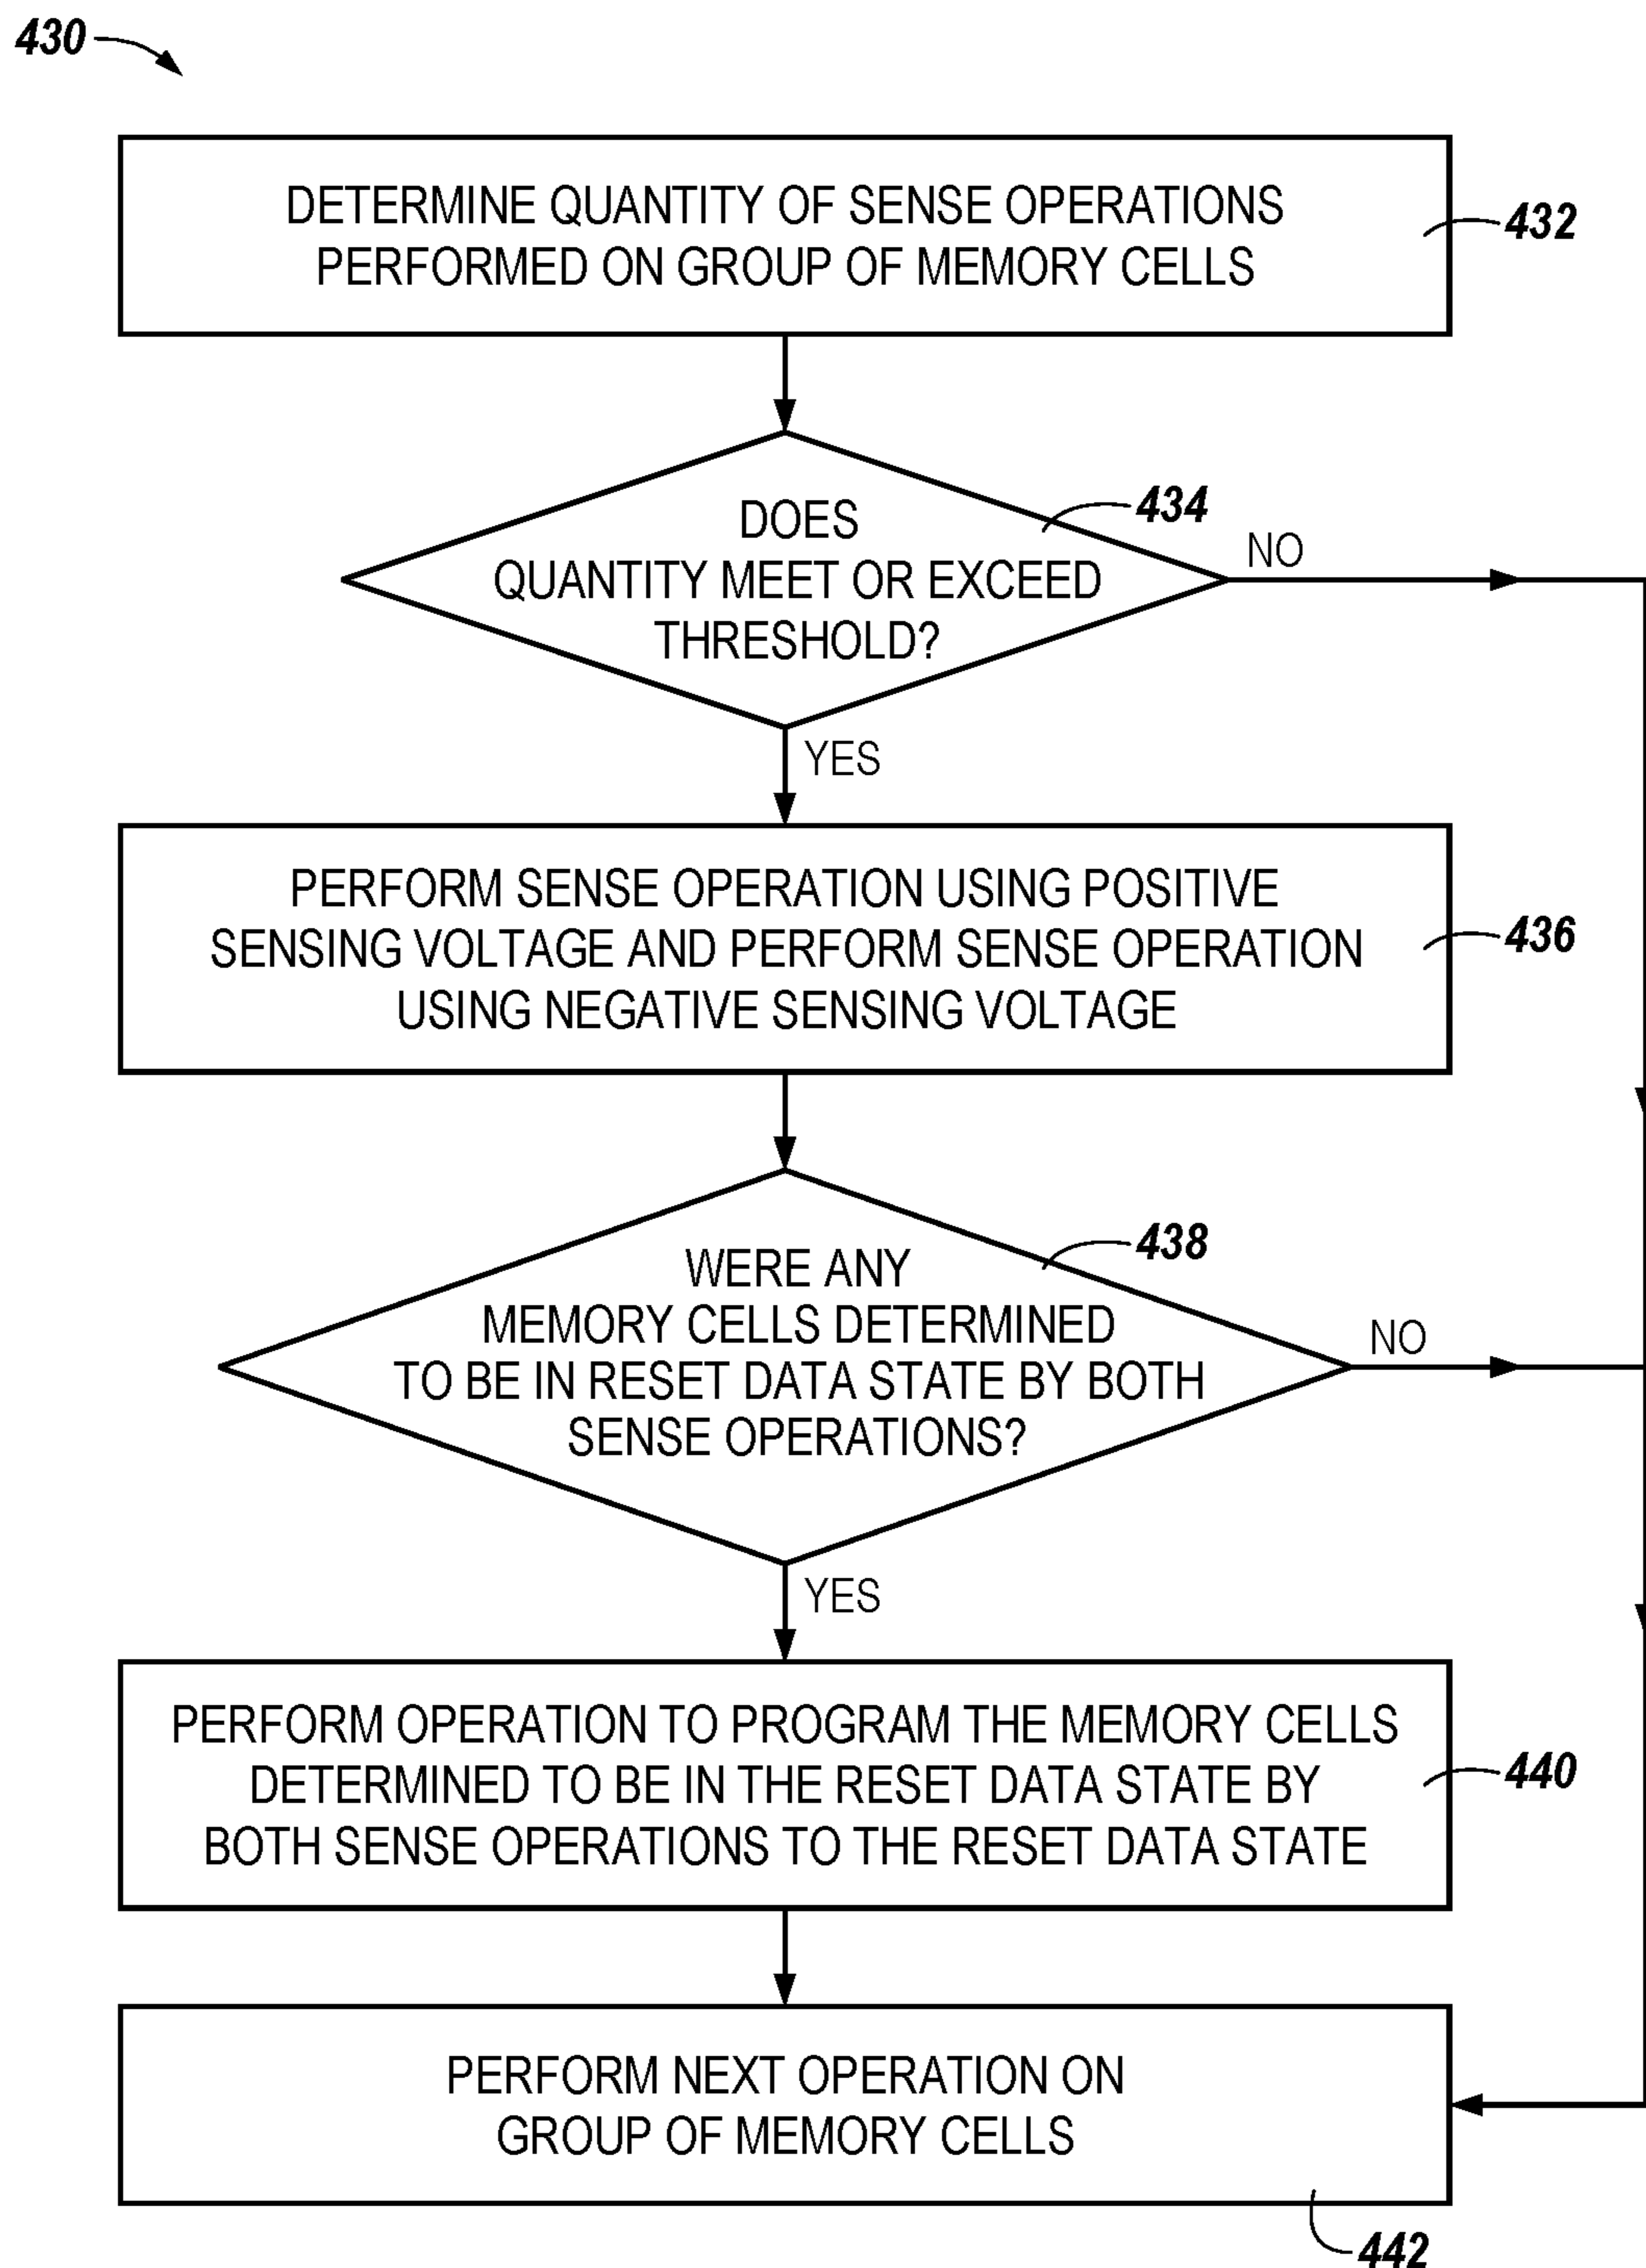 430
DETERMINE QUANTITY OF SENSE OPERATIONS
PERFORMED ON GROUP OF MEMORY CELLS
432
DOES
QUANTITY MEET OR EXCEED
THRESHOLD?
434
NO
YES
PERFORM SENSE OPERATION USING POSITIVE
SENSING VOLTAGE AND PERFORM SENSE OPERATION
USING NEGATIVE SENSING VOLTAGE
436
WERE ANY
MEMORY CELLS DETERMINED
TO BE IN RESET DATA STATE BY BOTH
SENSE OPERATIONS?
438
NO
YES
PERFORM OPERATION TO PROGRAM THE MEMORY CELLS
DETERMINED TO BE IN THE RESET DATA STATE BY
BOTH SENSE OPERATIONS TO THE RESET DATA STATE
440
PERFORM NEXT OPERATION ON
GROUP OF MEMORY CELLS
442